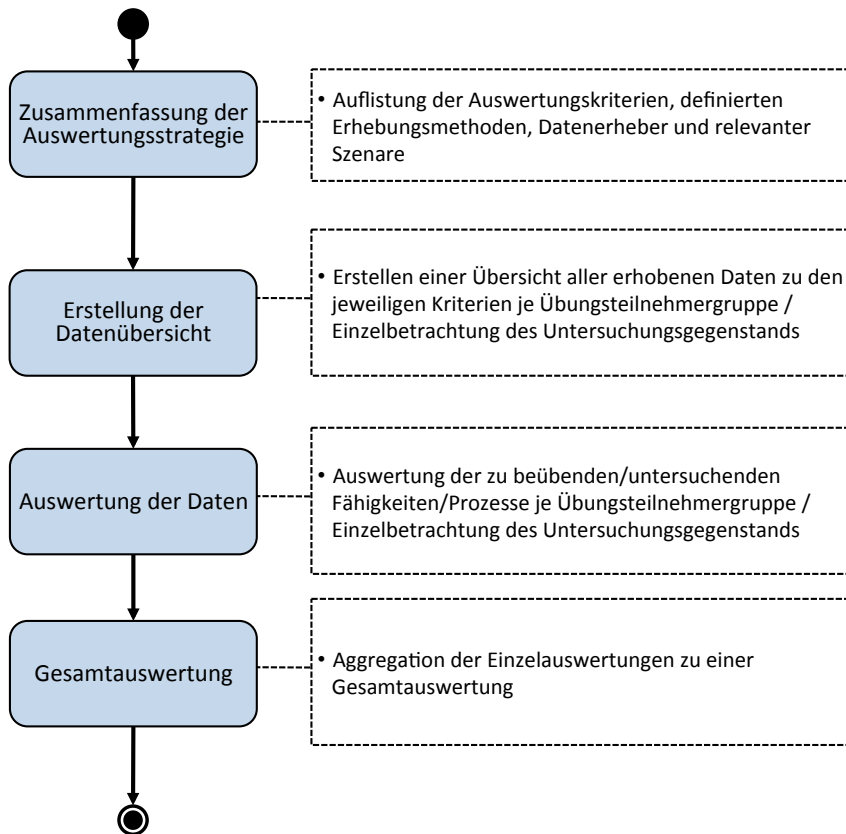 Zusammenfassung der
Auswertungsstrategie
• Auflistung der Auswertungskriterien, definierten
Erhebungsmethoden, Datenerheber und relevanter
Szenare
Erstellung der
Datenübersicht
• Erstellen einer Übersicht aller erhobenen Daten zu den
jeweiligen Kriterien je Übungsteilnehmergruppe /
Einzelbetrachtung des Untersuchungsgegenstands
Auswertung der Daten
• Auswertung der zu beübenden/untersuchenden
Fähigkeiten/Prozesse je Übungsteilnehmergruppe /
Einzelbetrachtung des Untersuchungsgegenstands
Gesamtauswertung
• Aggregation der Einzelauswertungen zu einer
Gesamtauswertung